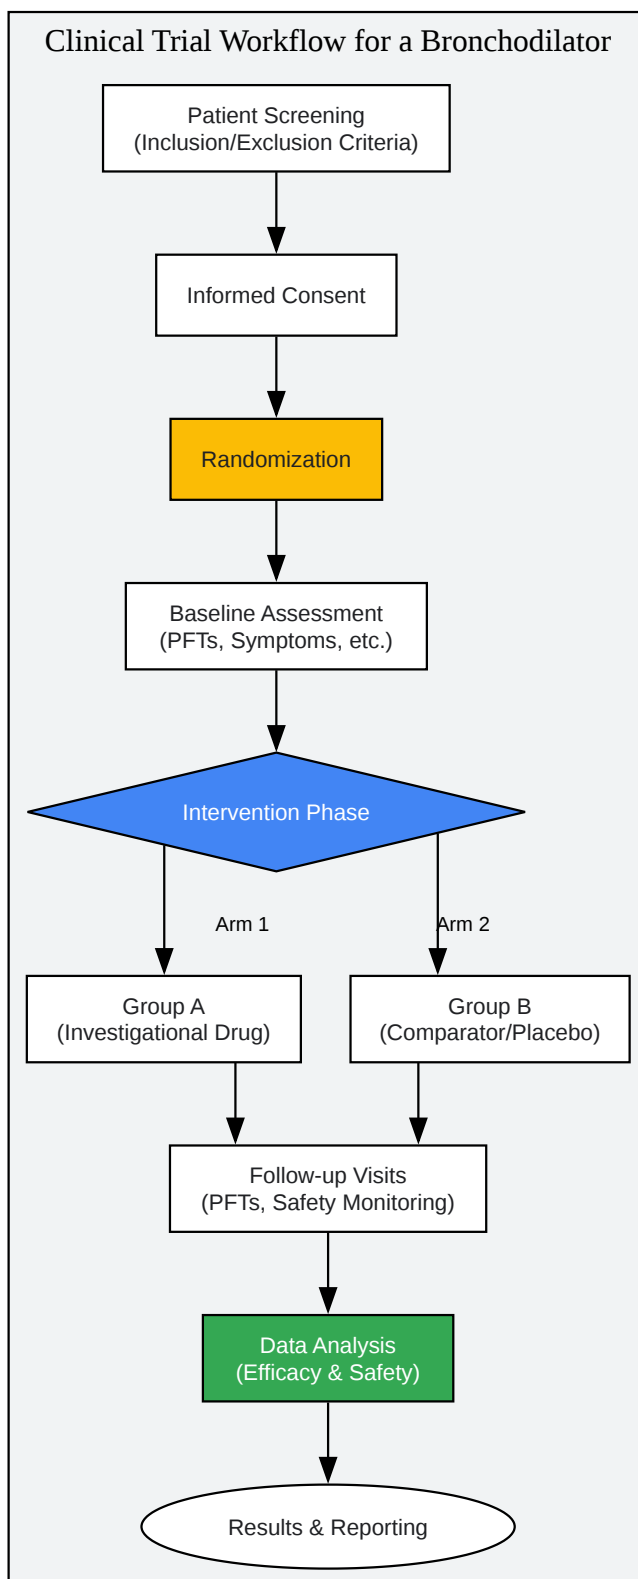 Clinical Trial Workflow for a Bronchodilator
Patient Screening
(Inclusion/Exclusion Criteria)
Informed Consent
Randomization
Baseline Assessment
(PFTs, Symptoms, etc.)
Intervention Phase
Arm 1
Arm 2
Group A
(Investigational Drug)
Group B
(Comparator/Placebo)
Follow-up Visits
(PFTs, Safety Monitoring)
Data Analysis
(Efficacy & Safety)
Results & Reporting